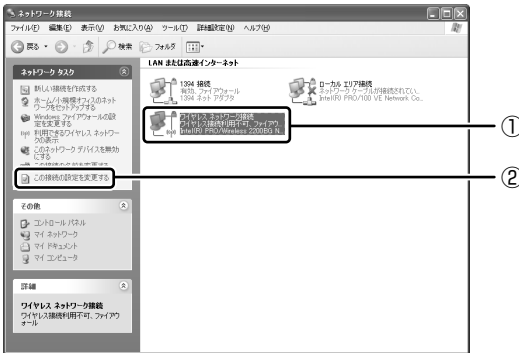 ネットワーク接続
ファイル(F) 編集(E) 表示(V) お気に入り(A) ツール(T) 詳細設定(N) ヘルプ(H)
戻る 検索 フォルダ
ネットワーク タスク
新しい接続を作成する
ホーム/小規模オフィスのネット
ワークをセットアップする
Windows ファイアウォールの設
定を変更する
利用できるワイヤレス ネットワー
クの表示
このネットワーク デバイスを無効
にする
この接続の名前を変更する
この接続の設定を変更する
その他
コントロール パネル
マイ ネットワーク
マイ ドキュメント
マイ コンピュータ
詳細
ワイヤレス ネットワーク接続
ワイヤレス接続利用不可、ファイアウ
ォール
LAN または高速インターネット
1394 接続
有効、ファイアウォール
1394 ネット アダプタ
ローカル エリア接続
ネットワーク ケーブルが接続されてい...
Intel(R) PRO/100 VE Network Co...
ワイヤレス ネットワーク接続
ワイヤレス接続利用不可、ファイアウ...
Intel(R) PRO/Wireless 2200BG N...
①
②